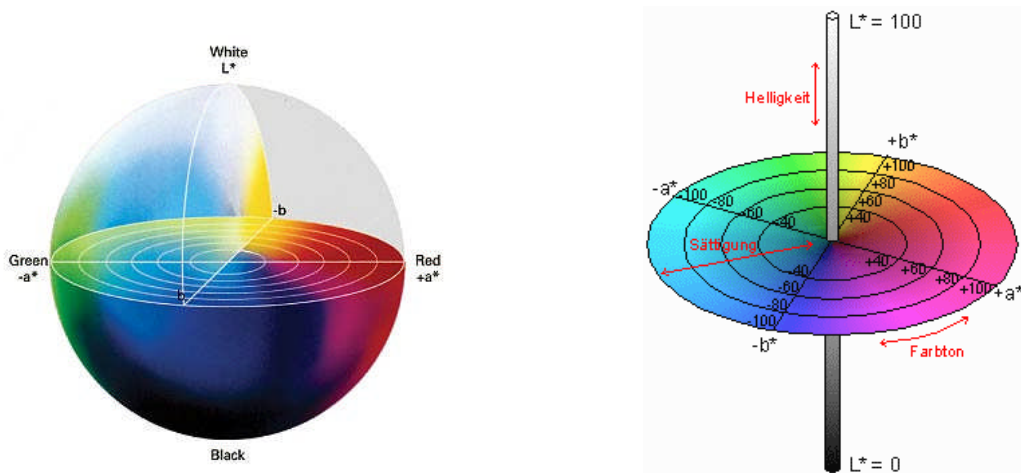 White
L*
-b
Green
-a*
Red
+a*
b
Black
L* = 100
Helligkeit
+b*
+100
+80
+60
+40
-a*
-100
-80
-60
-40
Sättigung
-40
-60
-80
-100
-b*
+40
+60
+80
+100
+a*
Farbton
L* = 0